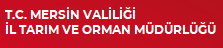 T.C. MERSİN VALİLİĞİ
İL TARIM VE ORMAN MÜDÜRLÜĞÜ